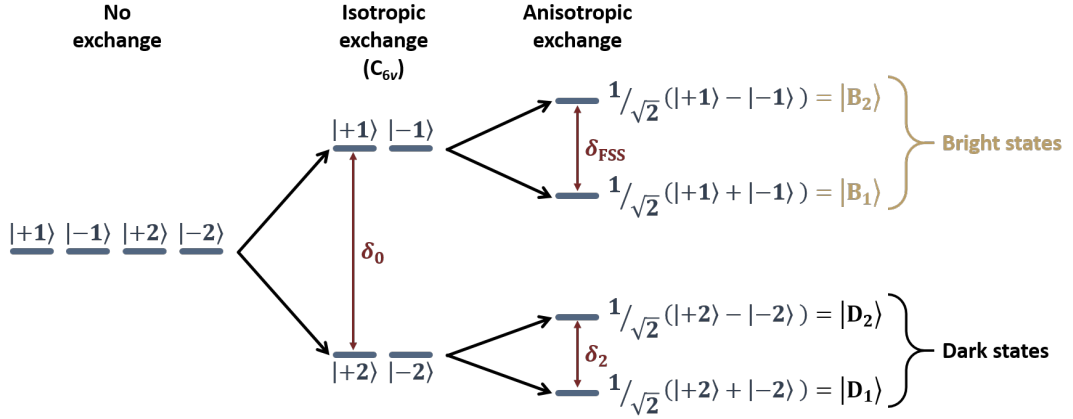 No
exchange
Isotropic
exchange
(C₆ᵥ)
Anisotropic
exchange
1/√2 (|+1⟩ − |−1⟩) = |B₂⟩
|+1⟩ |−1⟩
δ_FSS
Bright states
1/√2 (|+1⟩ + |−1⟩) = |B₁⟩
|+1⟩ |−1⟩ |+2⟩ |−2⟩
δ₀
1/√2 (|+2⟩ − |−2⟩) = |D₂⟩
|+2⟩ |−2⟩
δ₂
Dark states
1/√2 (|+2⟩ + |−2⟩) = |D₁⟩